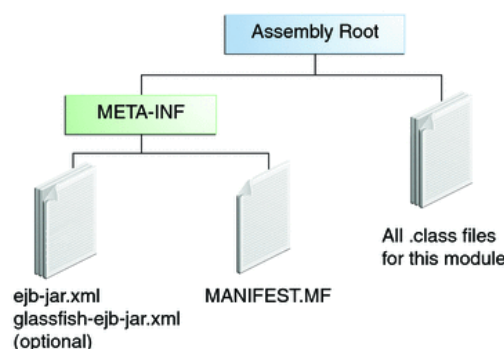 Assembly Root
META-INF
All .class files
for this module
ejb-jar.xml
glassfish-ejb-jar.xml
(optional)
MANIFEST.MF